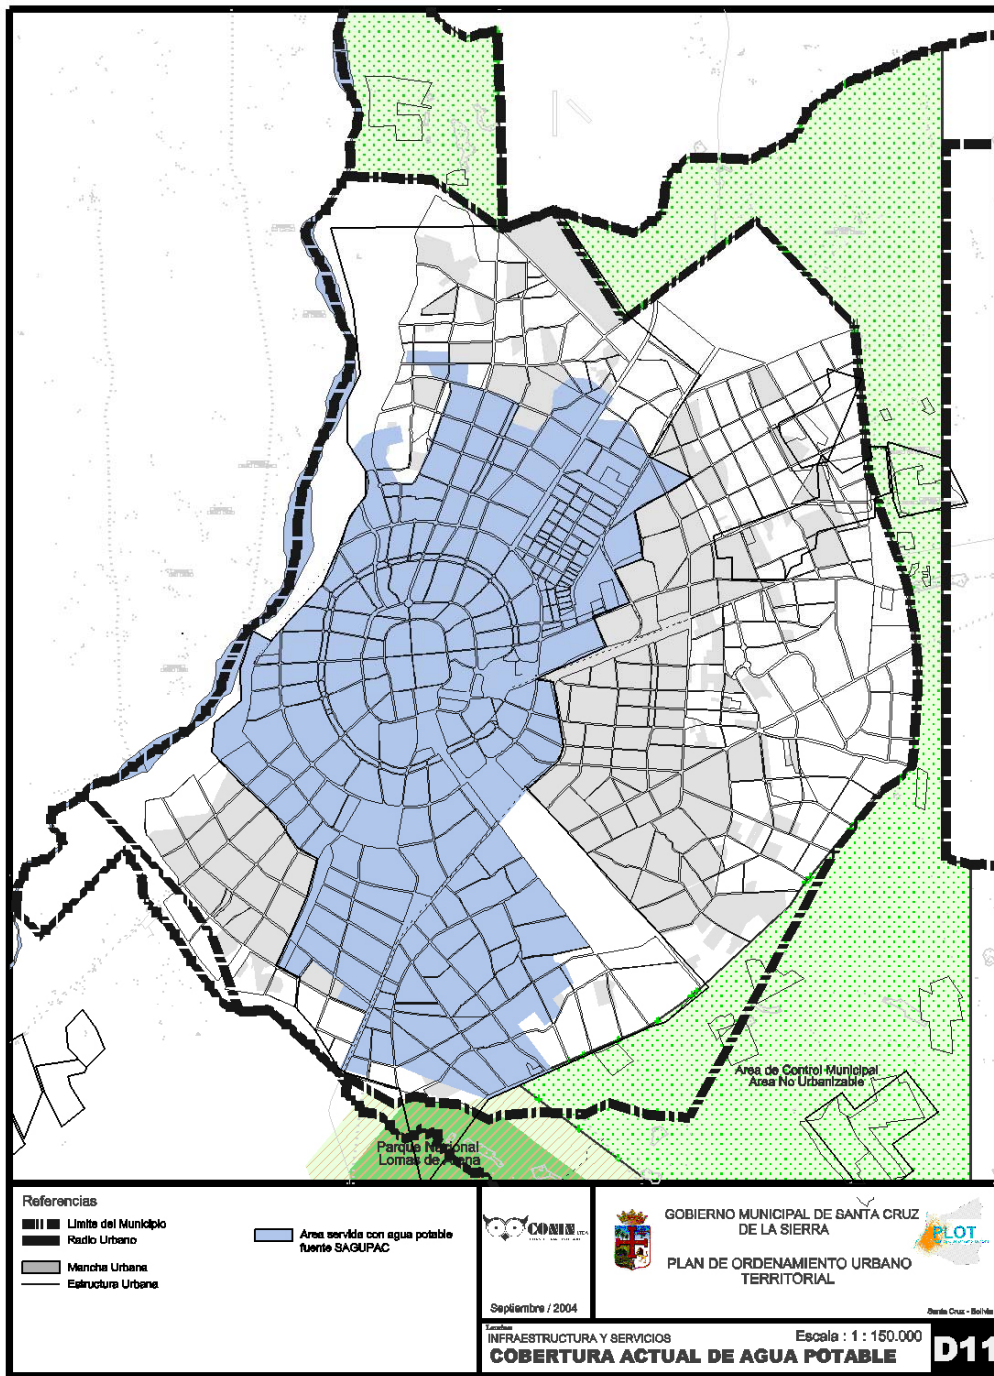 Area de Control Municipal
Area No Urbanizable
Parque Nacional
Lomas de Arena
Referencias
Limite del Municipio
Radio Urbano
Mancha Urbana
Estructura Urbana
Area servida con agua potable
fuente SAGUPAC
CONIN LTDA.
Septiembre / 2004
GOBIERNO MUNICIPAL DE SANTA CRUZ
DE LA SIERRA
PLAN DE ORDENAMIENTO URBANO
TERRITORIAL
PLOT
Santa Cruz - Bolivia
INFRAESTRUCTURA Y SERVICIOS
Escala : 1 : 150.000
COBERTURA ACTUAL DE AGUA POTABLE
D11